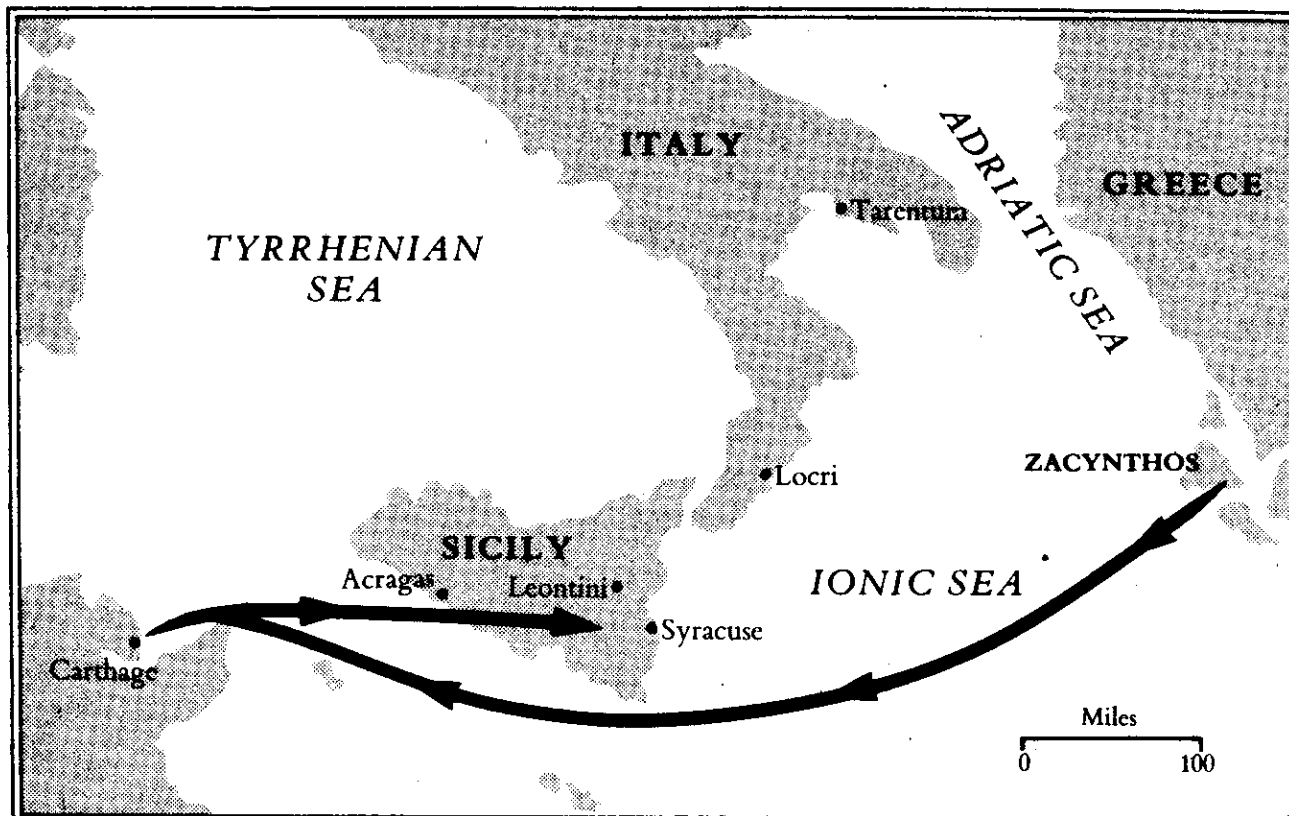 ITALY
ADRIATIC SEA
GREECE
Tarentum
TYRRHENIAN
SEA
ZACYNTHOS
Locri
SICILY
Acragas
Leontini
IONIC SEA
Syracuse
Carthage
Miles
0 100